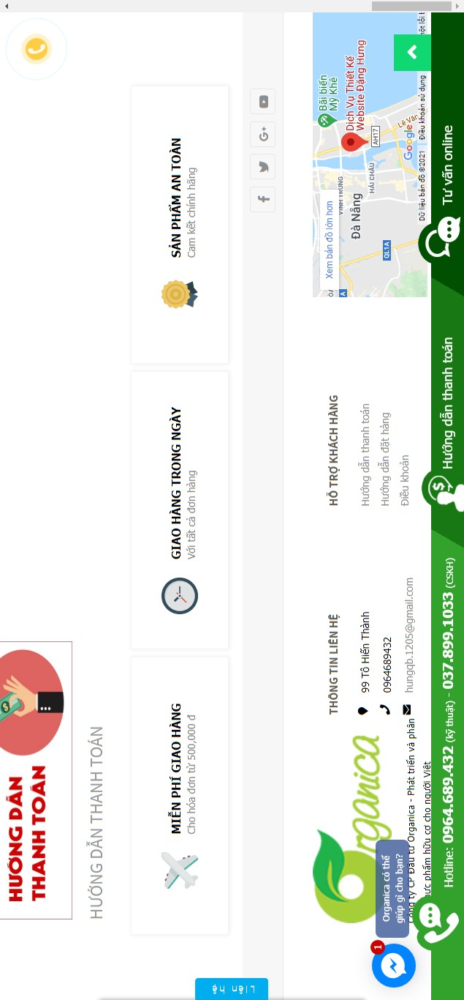 HƯỚNG DẪN
THANH TOÁN
HƯỚNG DẪN THANH TOÁN
MIỄN PHÍ GIAO HÀNG
Cho hóa đơn từ 500,000 đ
GIAO HÀNG TRONG NGÀY
Với tất cả đơn hàng
SẢN PHẨM AN TOÀN
Cam kết chính hãng
Liên hệ
Organica
Công ty CP Đầu tư Organica - Phát triển và phân
thực phẩm hữu cơ cho người Việt
Organica có thể
giúp gì cho bạn?
1
THÔNG TIN LIÊN HỆ
99 Tô Hiến Thành
0964689432
hungqb.1205@gmail.com
HỖ TRỢ KHÁCH HÀNG
Hướng dẫn thanh toán
Hướng dẫn đặt hàng
Điều khoản
Xem bản đồ lớn hơn
Bãi biển
Mỹ Khê
Dịch Vụ Thiết Kế
Website Đăng Hưng
AH17
Lê Văn
HẢI CHÂU
VĨNH TRUNG
Đà Nẵng
QL1A
Google
Dữ liệu bản đồ ©2021
Điều khoản sử dụng
Hotline: 0964.689.432 (kỹ thuật) - 037.899.1033 (CSKH)
Hướng dẫn thanh toán
Tư vấn online